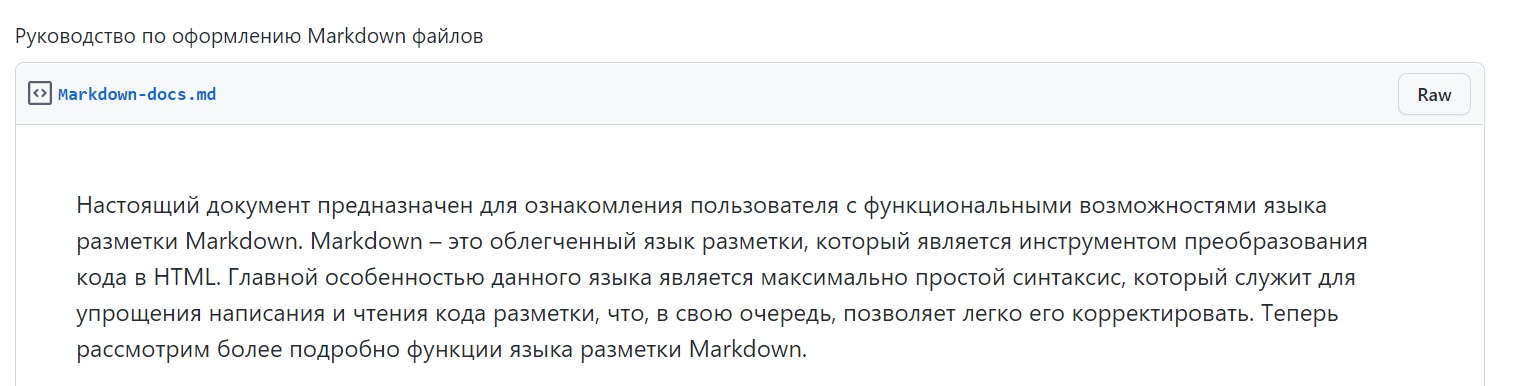 Руководство по оформлению Markdown файлов
Markdown-docs.md
Raw
Настоящий документ предназначен для ознакомления пользователя с функциональными возможностями языка
разметки Markdown. Markdown – это облегченный язык разметки, который является инструментом преобразования
кода в HTML. Главной особенностью данного языка является максимально простой синтаксис, который служит для
упрощения написания и чтения кода разметки, что, в свою очередь, позволяет легко его корректировать. Теперь
рассмотрим более подробно функции языка разметки Markdown.